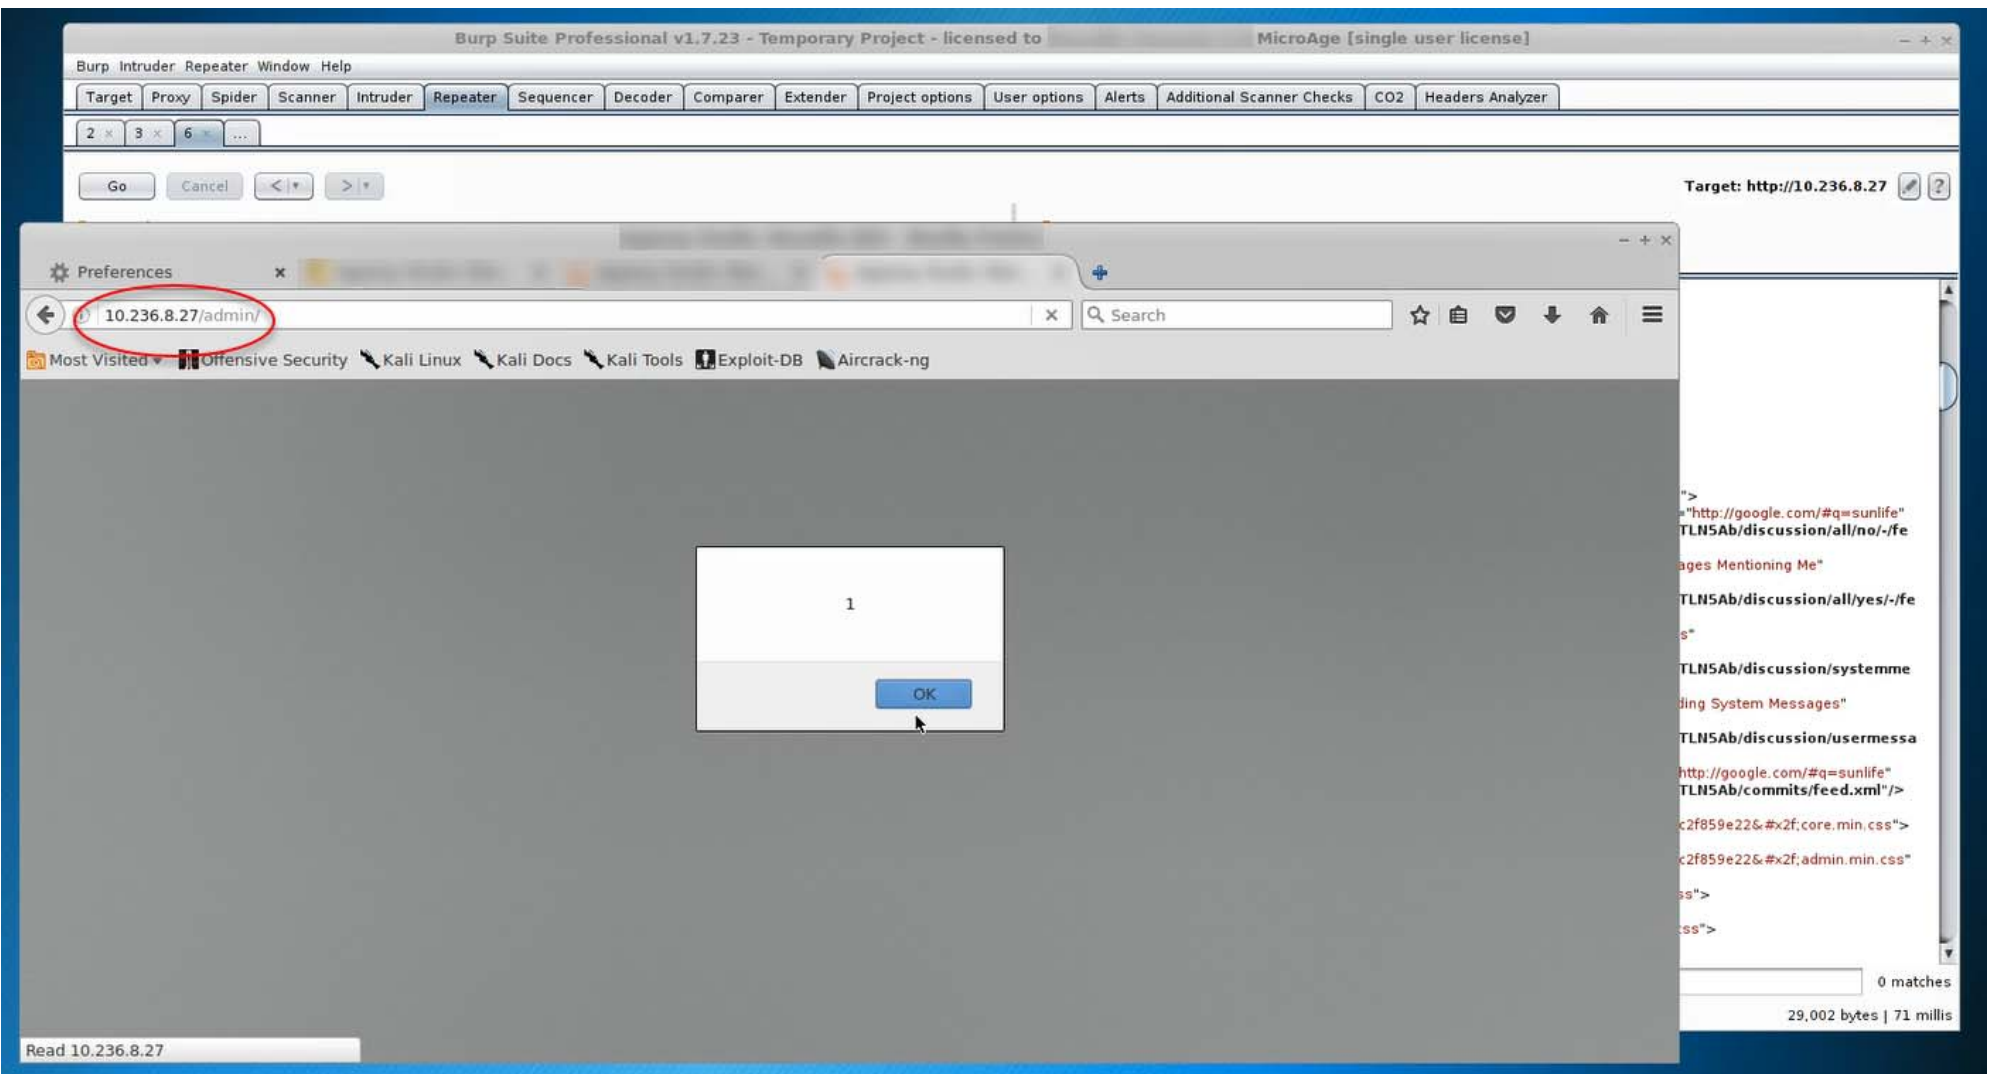 Burp Suite Professional v1.7.23 - Temporary Project - licensed to MicroAge [single user license]
Burp Intruder Repeater Window Help
Target Proxy Spider Scanner Intruder Repeater Sequencer Decoder Comparer Extender Project options User options Alerts Additional Scanner Checks CO2 Headers Analyzer
2 3 6 ...
Go Cancel < >
Target: http://10.236.8.27 ?
Preferences
10.236.8.27/admin/
Search
Most Visited Offensive Security Kali Linux Kali Docs Kali Tools Exploit-DB Aircrack-ng
1
OK
">
="http://google.com/#q=sunlife"
TLN5Ab/discussion/all/no/-/fe
ages Mentioning Me"
TLN5Ab/discussion/all/yes/-/fe
s"
TLN5Ab/discussion/systemme
ding System Messages"
TLN5Ab/discussion/usermessa
http://google.com/#q=sunlife"
TLN5Ab/commits/feed.xml"/>
c2f859e22&#x2f;core.min.css">
c2f859e22&#x2f;admin.min.css"
ss">
css">
0 matches
29,002 bytes | 71 millis
Read 10.236.8.27